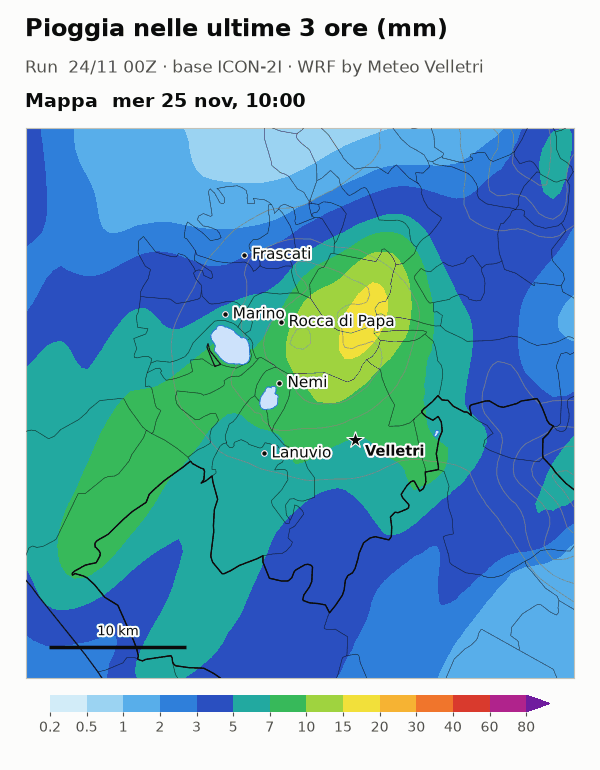 Pioggia nelle ultime 3 ore (mm)
Run  24/11 00Z · base ICON-2I · WRF by Meteo Velletri
Mappa  mer 25 nov, 10:00
Frascati
Marino
Rocca di Papa
Nemi
Velletri
Lanuvio
10 km
0.2 0.5 1 2 3 5 7 10 15 20 30 40 60 80